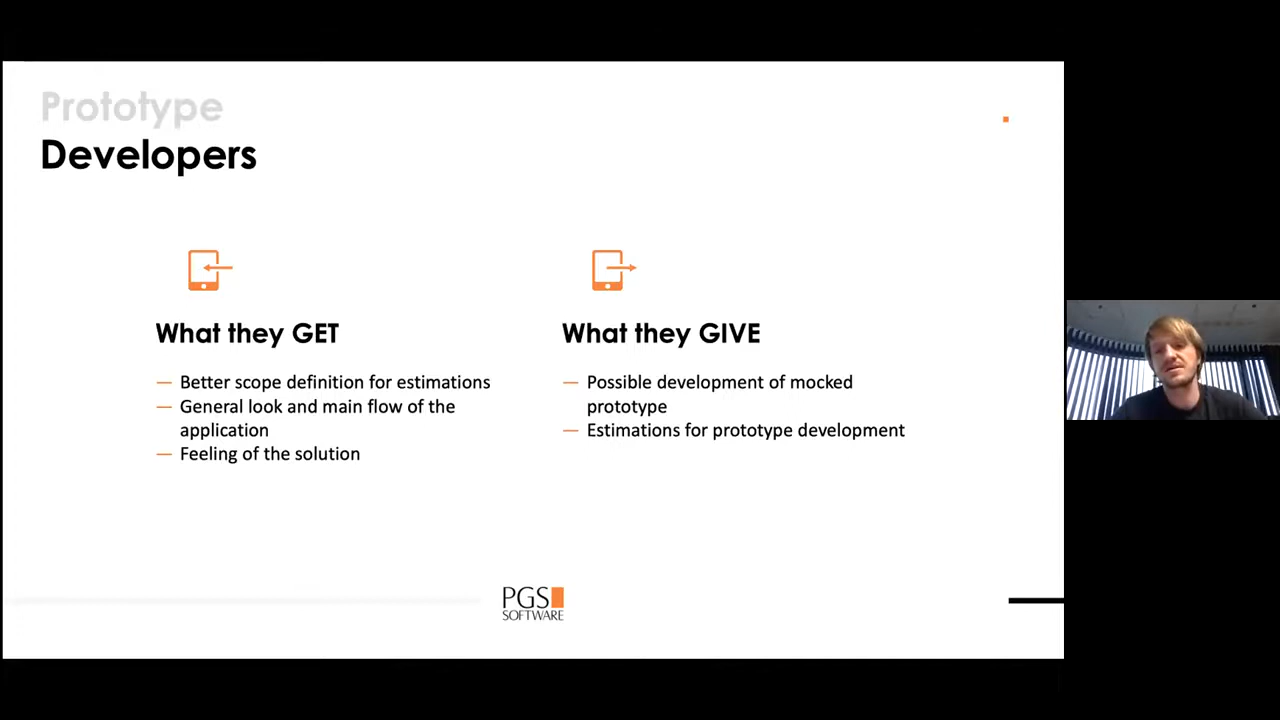 Prototype
Developers
What they GET
— Better scope definition for estimations
— General look and main flow of the
application
— Feeling of the solution
What they GIVE
— Possible development of mocked
prototype
— Estimations for prototype development
PGS
SOFTWARE